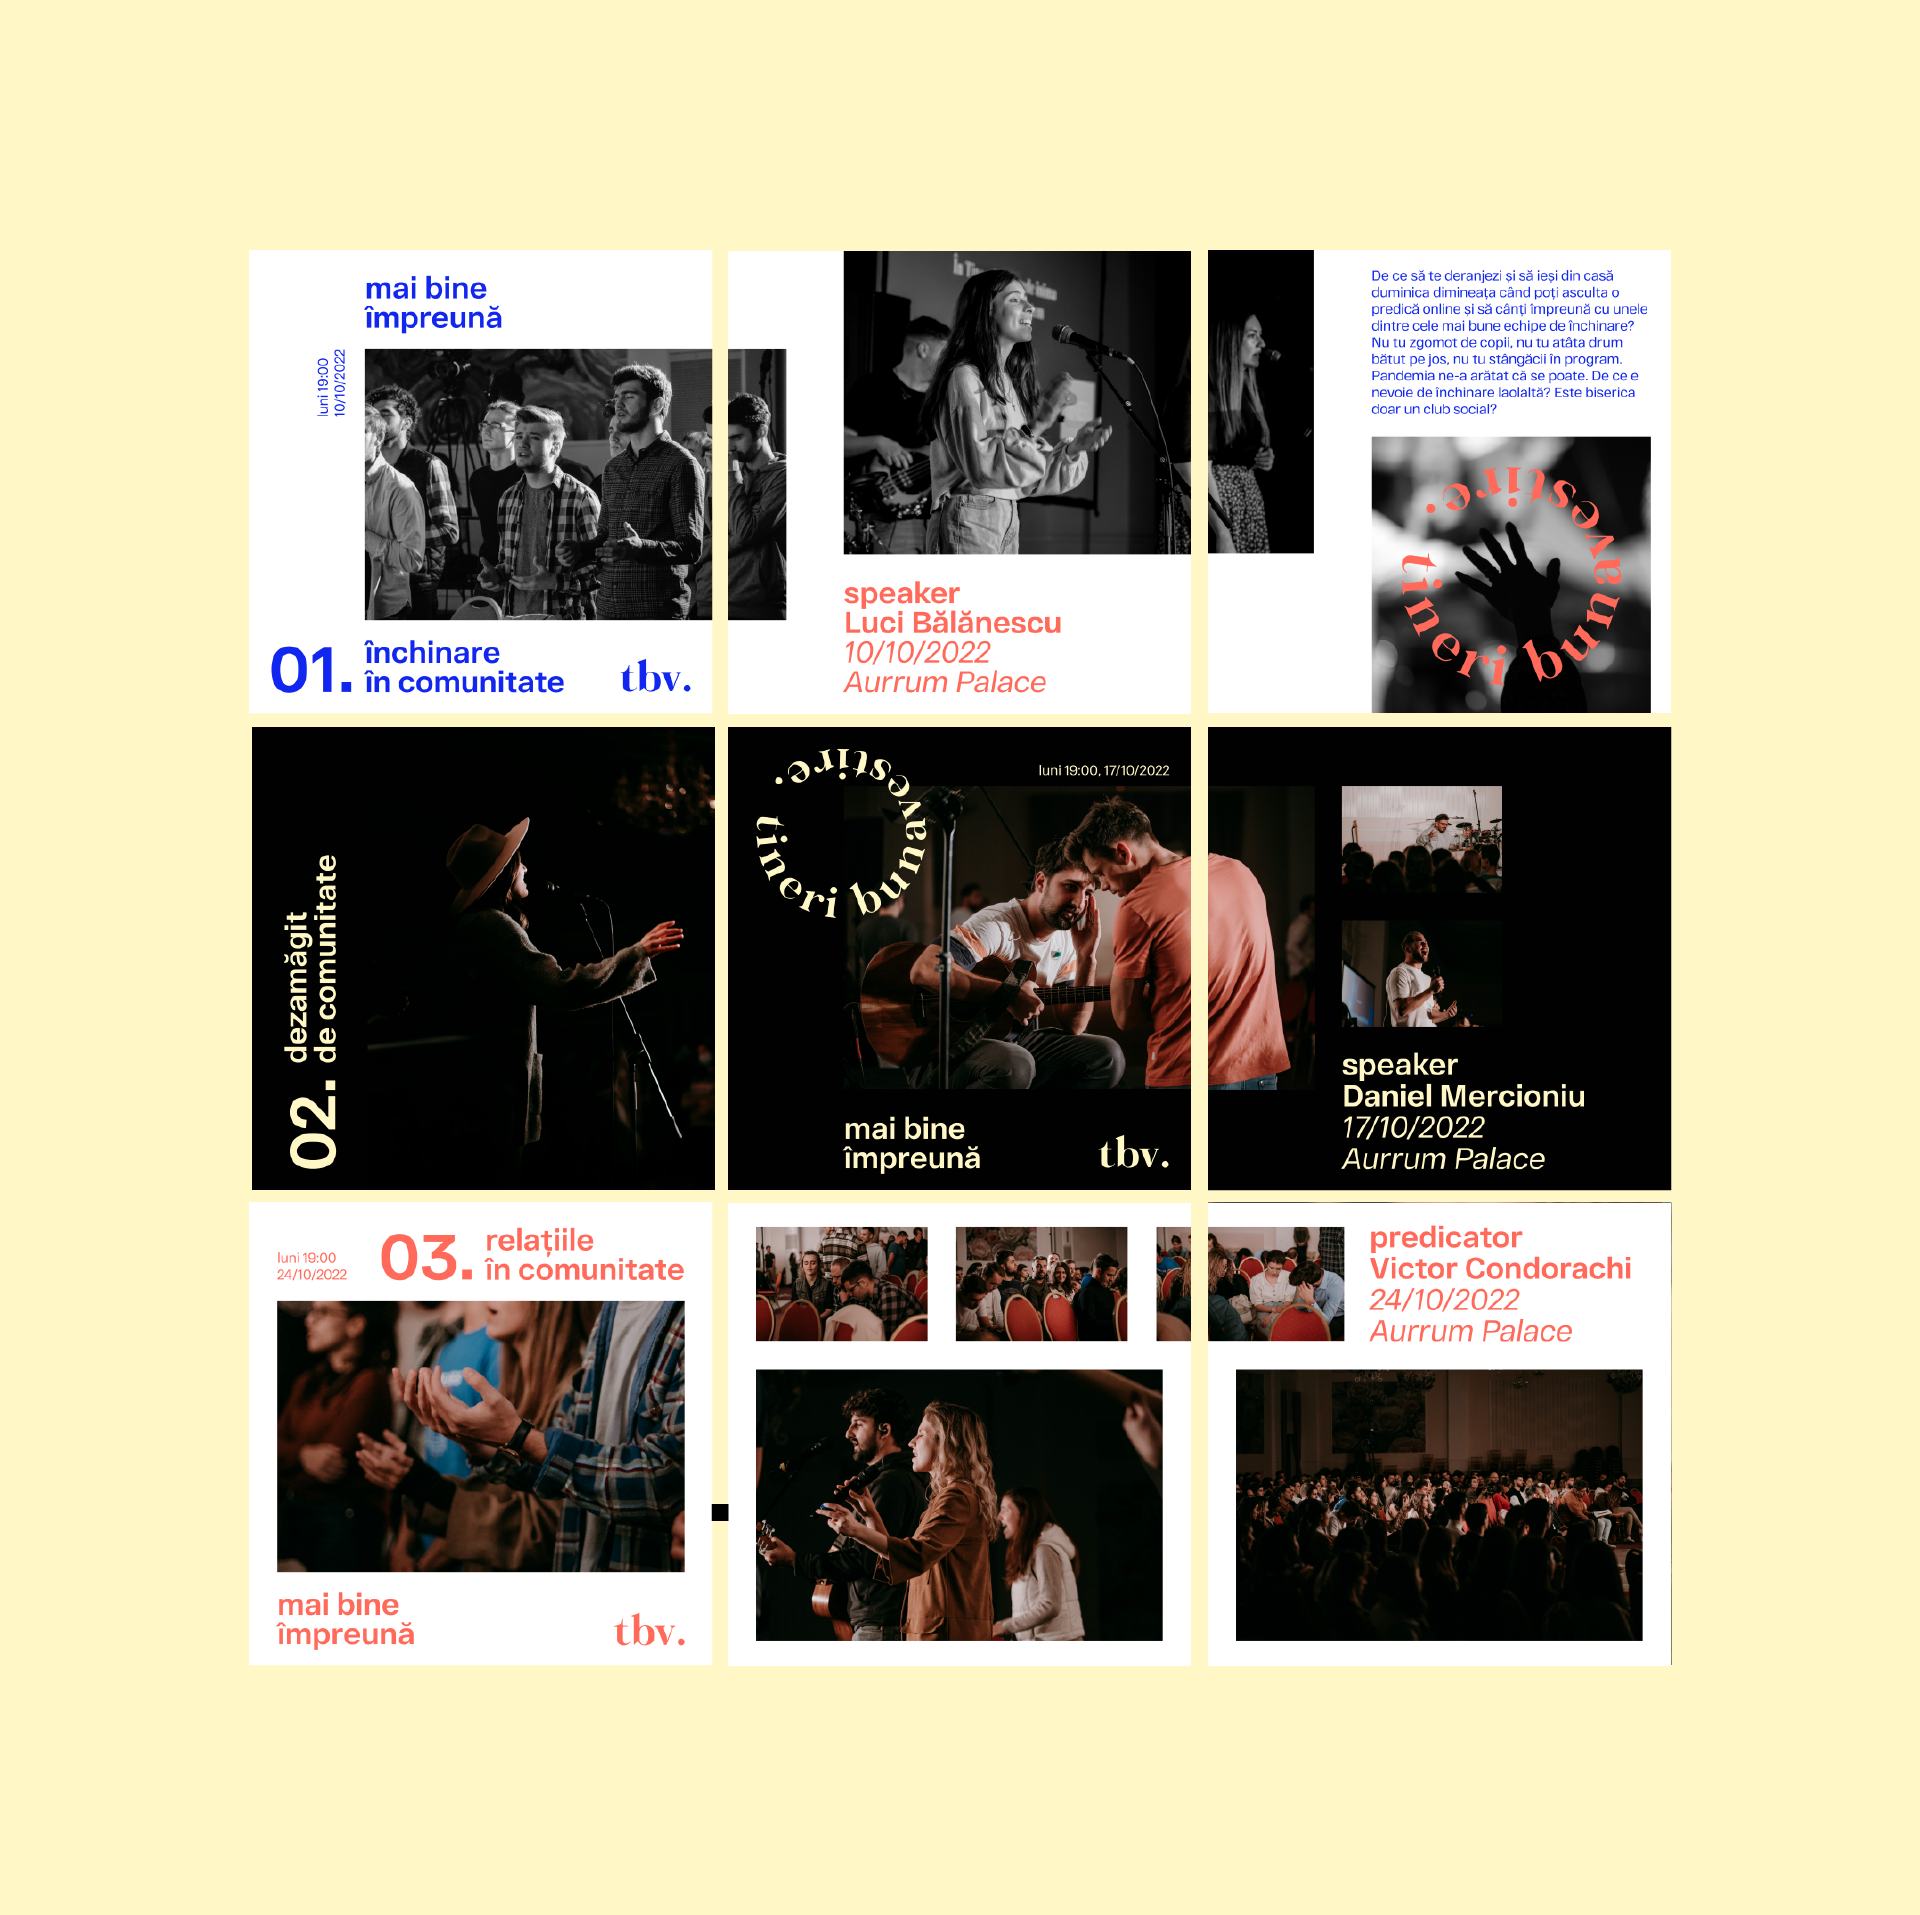 mai bine
împreună
luni 19:00
10/10/2022
01.
închinare
în comunitate
tbv.
speaker
Luci Bălănescu
10/10/2022
Aurrum Palace
De ce să te deranjezi și să ieși din casă
duminica dimineața când poți asculta o
predică online și să cânți împreună cu unele
dintre cele mai bune echipe de închinare?
Nu tu zgomot de copii, nu tu atâta drum
bătut pe jos, nu tu stângăcii în program.
Pandemia ne-a arătat că se poate. De ce e
nevoie de închinare laolaltă? Este biserica
doar un club social?
tineri bunavestire.
02.
dezamăgit
de comunitate
tineri bunavestire.
luni 19:00, 17/10/2022
mai bine
împreună
tbv.
speaker
Daniel Mercioniu
17/10/2022
Aurrum Palace
luni 19:00
24/10/2022
03.
relațiile
în comunitate
mai bine
împreună
tbv.
predicator
Victor Condorachi
24/10/2022
Aurrum Palace